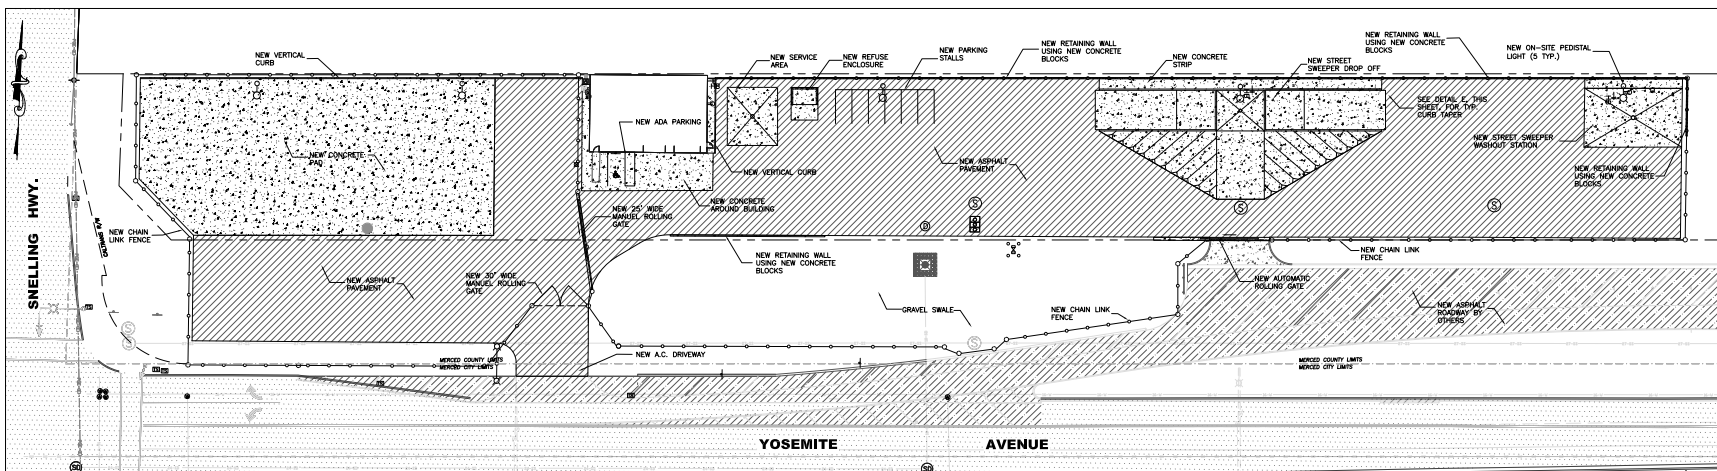 NEW VERTICAL
CURB
NEW SERVICE
AREA
NEW REFUSE
ENCLOSURE
NEW PARKING
STALLS
NEW RETAINING WALL
USING NEW CONCRETE
BLOCKS
NEW CONCRETE
STRIP
NEW STREET
SWEEPER DROP OFF
NEW RETAINING WALL
USING NEW CONCRETE
BLOCKS
NEW ON-SITE PEDISTAL
LIGHT (5 TYP.)
SEE DETAIL E, THIS
SHEET, FOR TYP.
CURB TAPER
NEW ADA PARKING
NEW STREET SWEEPER
WASHOUT STATION
NEW CONCRETE
PAD
NEW ASPHALT
PAVEMENT
NEW VERTICAL CURB
NEW RETAINING WALL
USING NEW CONCRETE
BLOCKS
NEW CONCRETE
AROUND BUILDING
NEW 25' WIDE
MANUEL ROLLING
GATE
NEW CHAIN
LINK FENCE
S
S
S
D
NEW RETAINING WALL
USING NEW CONCRETE
BLOCKS
NEW CHAIN LINK
FENCE
NEW 30' WIDE
MANUEL ROLLING
GATE
NEW ASPHALT
PAVEMENT
NEW AUTOMATIC
ROLLING GATE
GRAVEL SWALE
NEW CHAIN LINK
FENCE
NEW ASPHALT
ROADWAY BY
OTHERS
SNELLING HWY.
S
S
S
NEW A.C. DRIVEWAY
MERCED COUNTY LIMITS
MERCED CITY LIMITS
MERCED COUNTY LIMITS
MERCED CITY LIMITS
YOSEMITE AVENUE
SD
SD